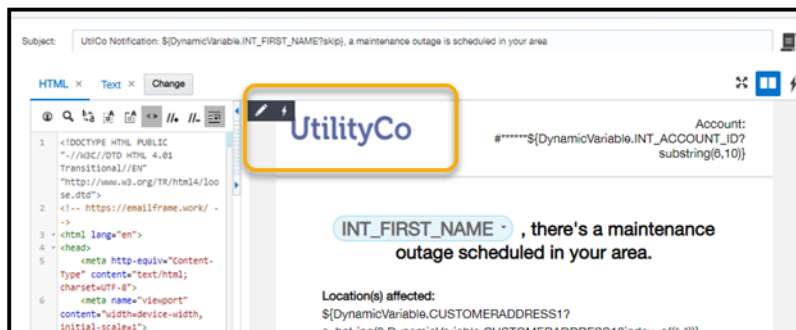 Subject: UtilCo Notification: ${DynamicVariable.INT_FIRST_NAME?skip}, a maintenance outage is scheduled in your area
HTML × Text × Change
UtilityCo
Account:
#******${DynamicVariable.INT_ACCOUNT_ID?
substring(6,10)}
1 <!DOCTYPE HTML PUBLIC
"-//W3C//DTD HTML 4.01
Transitional//EN"
"http://www.w3.org/TR/html4/loo
se.dtd">
2 <!-- https://emailframe.work/ -
->
3 <html lang="en">
4 <head>
5 <meta http-equiv="Content-
Type" content="text/html;
charset=UTF-8">
6 <meta name="viewport"
content="width=device-width,
initial-scale=1">
INT_FIRST_NAME , there's a maintenance
outage scheduled in your area.
Location(s) affected:
${DynamicVariable.CUSTOMERADDRESS1?